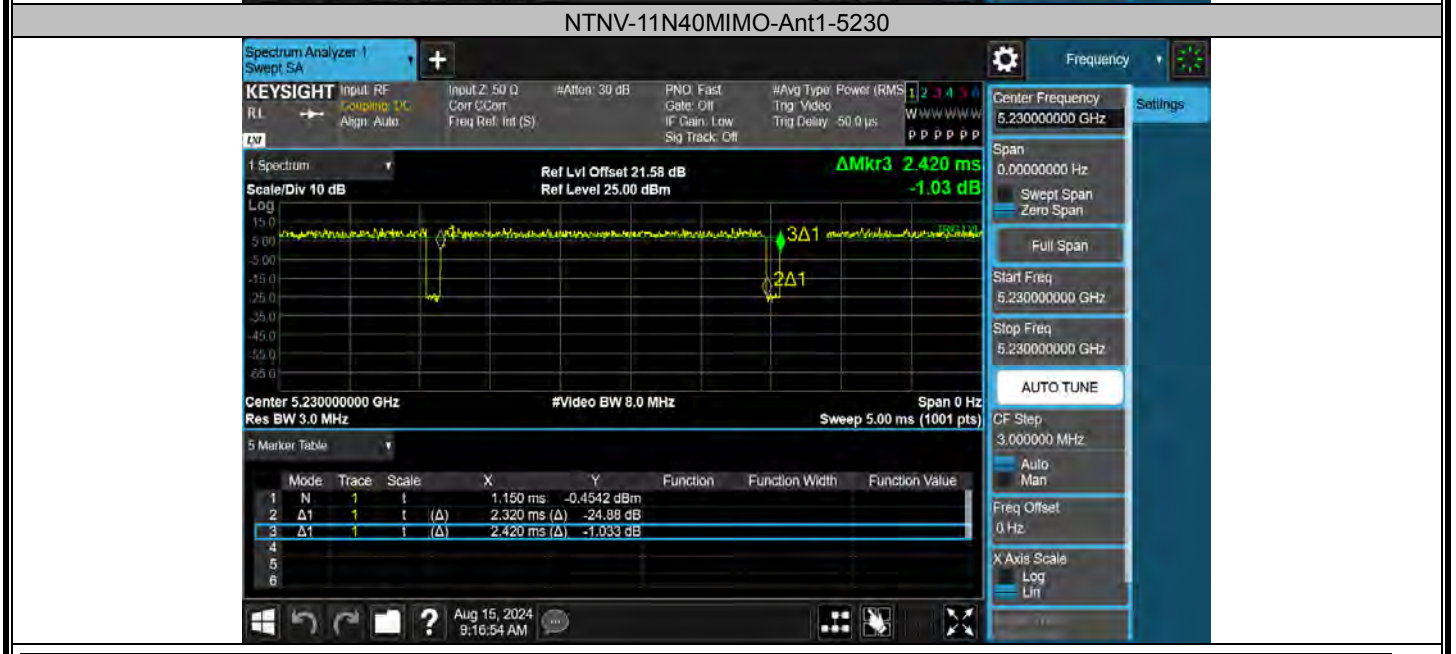 NTNV-11N40MIMO-Ant1-5230
Spectrum Analyzer 1
Swept SA
+
Frequency
KEYSIGHT
RL
LXI
Input: RF
Coupling: DC
Align: Auto
Input Z: 50 Ω
Corr CCorr
Freq Ref: Int (S)
#Atten: 30 dB
PNO: Fast
Gate: Off
IF Gain: Low
Sig Track: Off
#Avg Type: Power (RMS
Trig: Video
Trig Delay: -50.0 µs
1 2 3 4 5 6
W W W W W W
P P P P P P
1 Spectrum
Scale/Div 10 dB
Log
Ref Lvl Offset 21.58 dB
Ref Level 25.00 dBm
ΔMkr3 2.420 ms
-1.03 dB
15.0
5.00
-5.00
-15.0
-25.0
-35.0
-45.0
-55.0
-65.0
1
3Δ1
2Δ1
Center 5.230000000 GHz
#Video BW 8.0 MHz
Span 0 Hz
Res BW 3.0 MHz
Sweep 5.00 ms (1001 pts)
5 Marker Table
Mode Trace Scale X Y Function Function Width Function Value
1 N 1 t 1.150 ms -0.4542 dBm
2 Δ1 1 t (Δ) 2.320 ms (Δ) -24.88 dB
3 Δ1 1 t (Δ) 2.420 ms (Δ) -1.033 dB
4
5
6
?
Aug 15, 2024
9:16:54 AM
Center Frequency
5.230000000 GHz
Settings
Span
0.00000000 Hz
Swept Span
Zero Span
Full Span
Start Freq
5.230000000 GHz
Stop Freq
5.230000000 GHz
AUTO TUNE
CF Step
3.000000 MHz
Auto
Man
Freq Offset
0 Hz
X Axis Scale
Log
Lin